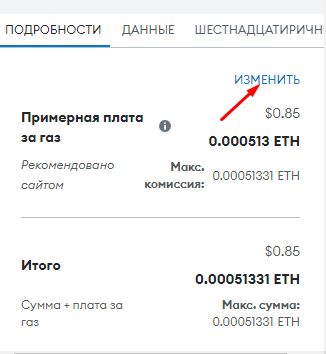 ПОДРОБНОСТИ ДАННЫЕ ШЕСТНАДЦАТИРИЧН
ИЗМЕНИТЬ
$0.85
Примерная плата за газ
0.000513 ETH
Рекомендовано сайтом
Макс. комиссия: 0.00051331 ETH
$0.85
Итого
0.00051331 ETH
Сумма + плата за газ
Макс. сумма:
0.00051331 ETH